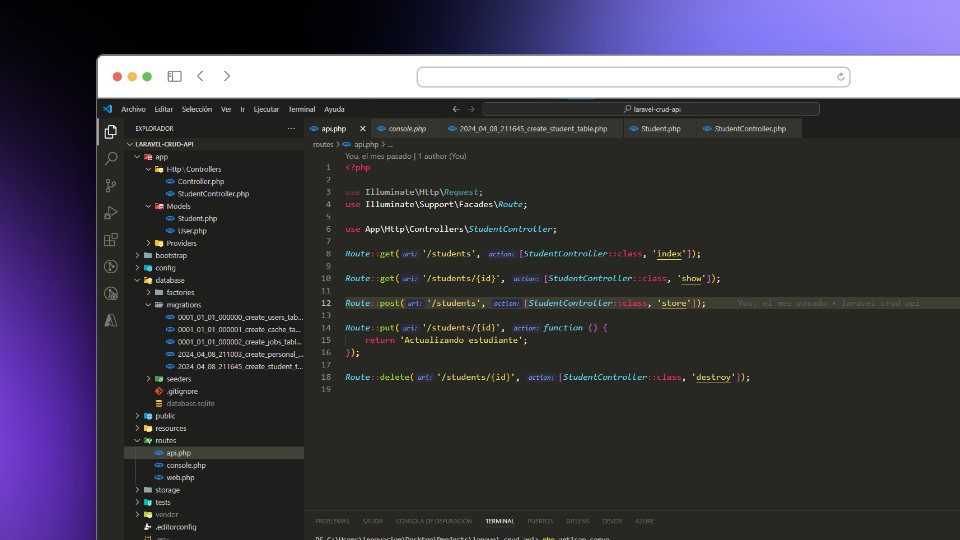 Archivo Editar Selección Ver Ir Ejecutar Terminal Ayuda
laravel-crud-api
EXPLORADOR
LARAVEL-CRUD-API
app
Http \ Controllers
Controller.php
StudentController.php
Models
Student.php
User.php
Providers
bootstrap
config
database
factories
migrations
0001_01_01_000000_create_users_tab...
0001_01_01_000001_create_cache_ta...
0001_01_01_000002_create_jobs_tabl...
2024_04_08_211003_create_personal_...
2024_04_08_211645_create_student_t...
seeders
.gitignore
database.sqlite
public
resources
routes
api.php
console.php
web.php
storage
tests
vendor
.editorconfig
.env
api.php console.php 2024_04_08_211645_create_student_table.php Student.php StudentController.php
routes > api.php > ...
You, el mes pasado | 1 author (You)
1 <?php
2
3 use Illuminate\Http\Request;
4 use Illuminate\Support\Facades\Route;
5
6 use App\Http\Controllers\StudentController;
7
8 Route::get(uri: '/students', action: [StudentController::class, 'index']);
9
10 Route::get(uri: '/students/{id}', action: [StudentController::class, 'show']);
11
12 Route::post(uri: '/students', action: [StudentController::class, 'store']); You, el mes pasado • laravel crud api
13
14 Route::put(uri: '/students/{id}', action: function () {
15 return 'Actualizando estudiante';
16 });
17
18 Route::delete(uri: '/students/{id}', action: [StudentController::class, 'destroy']);
19
PROBLEMAS SALIDA CONSOLA DE DEPURACIÓN TERMINAL PUERTOS GITLENS DEVDB AZURE
PS C:\Users\innovacion\Desktop\Projects\laravel-crud-api> php artisan serve